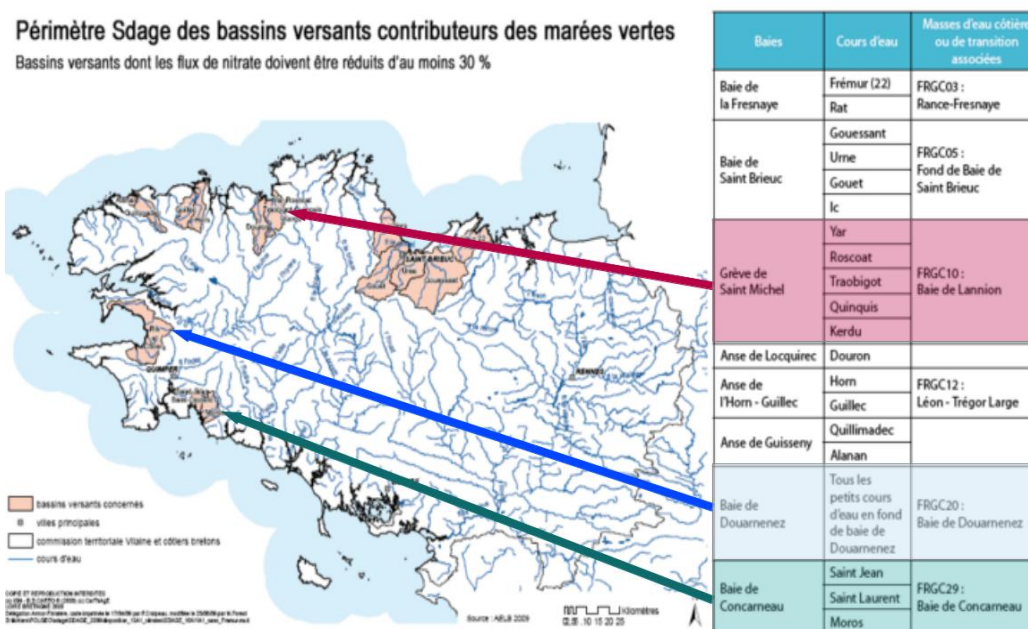 Périmètre Sdage des bassins versants contributeurs des marées vertes
Bassins versants dont les flux de nitrate doivent être réduits d'au moins 30 %
SAINT-BRIEUC
Gouessant
Douron
QUIMPER
RENNES
bassins versants concernés
villes principales
commission territoriale Vilaine et côtiers bretons
cours d'eau
COPIE ET REPRODUCTION INTERDITES
Source : AELB 2009
Kilomètres
Baies
Cours d'eau
Masses d'eau côtière
ou de transition
associées
Baie de
la Fresnaye
Frémur (22)
Rat
FRGC03 :
Rance-Fresnaye
Baie de
Saint Brieuc
Gouessant
Urne
Gouet
Ic
FRGC05 :
Fond de Baie de
Saint Brieuc
Grève de
Saint Michel
Yar
Roscoat
Traobigot
Quinquis
Kerdu
FRGC10 :
Baie de Lannion
Anse de Locquirec
Douron
Anse de
l'Horn - Guillec
Horn
Guillec
FRGC12 :
Léon - Trégor Large
Anse de Guisseny
Quillimadec
Alanan
Baie de
Douarnenez
Tous les
petits cours
d'eau en fond
de baie de
Douarnenez
FRGC20 :
Baie de Douarnenez
Baie de
Concarneau
Saint Jean
Saint Laurent
Moros
FRGC29 :
Baie de Concarneau